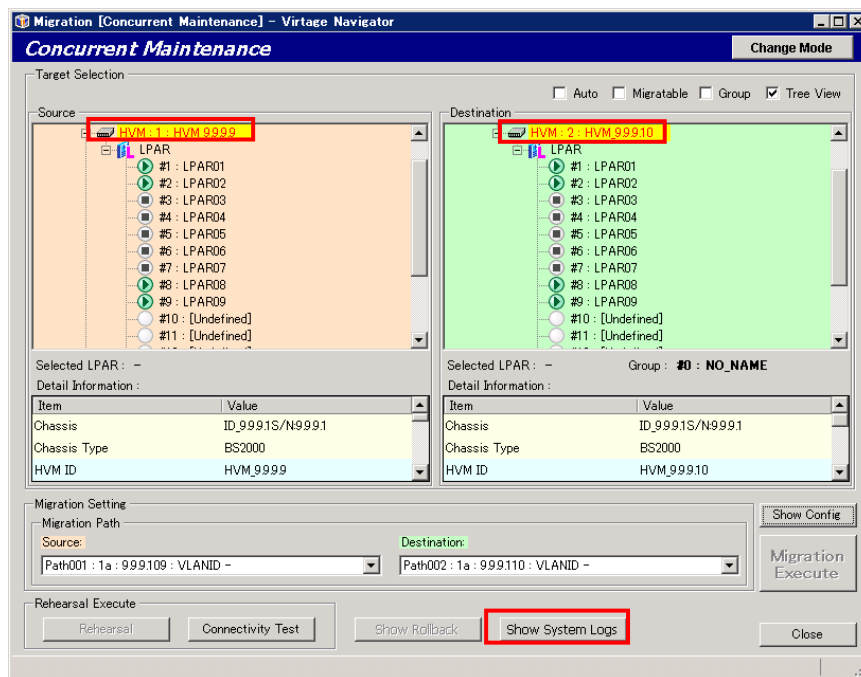 Migration [Concurrent Maintenance] - Virtage Navigator
Concurrent Maintenance
Change Mode
Target Selection
Auto Migratable Group Tree View
Source
HVM : 1 : HVM_9.9.9.9
LPAR
#1 : LPAR01
#2 : LPAR02
#3 : LPAR03
#4 : LPAR04
#5 : LPAR05
#6 : LPAR06
#7 : LPAR07
#8 : LPAR08
#9 : LPAR09
#10 : [Undefined]
#11 : [Undefined]
Selected LPAR : -
Detail Information :
Item Value
Chassis ID_9.9.9.1S/N:9.9.9.1
Chassis Type BS2000
HVM ID HVM_9.9.9.9
Destination
HVM : 2 : HVM_9.9.9.10
LPAR
#1 : LPAR01
#2 : LPAR02
#3 : LPAR03
#4 : LPAR04
#5 : LPAR05
#6 : LPAR06
#7 : LPAR07
#8 : LPAR08
#9 : LPAR09
#10 : [Undefined]
#11 : [Undefined]
Selected LPAR : - Group : #0 : NO_NAME
Detail Information :
Item Value
Chassis ID_9.9.9.1S/N:9.9.9.1
Chassis Type BS2000
HVM ID HVM_9.9.9.10
Migration Setting
Migration Path
Source: Destination:
Path001 : 1a : 9.9.9.109 : VLANID - Path002 : 1a : 9.9.9.110 : VLANID -
Show Config
Migration
Execute
Rehearsal Execute
Rehearsal Connectivity Test Show Rollback Show System Logs Close